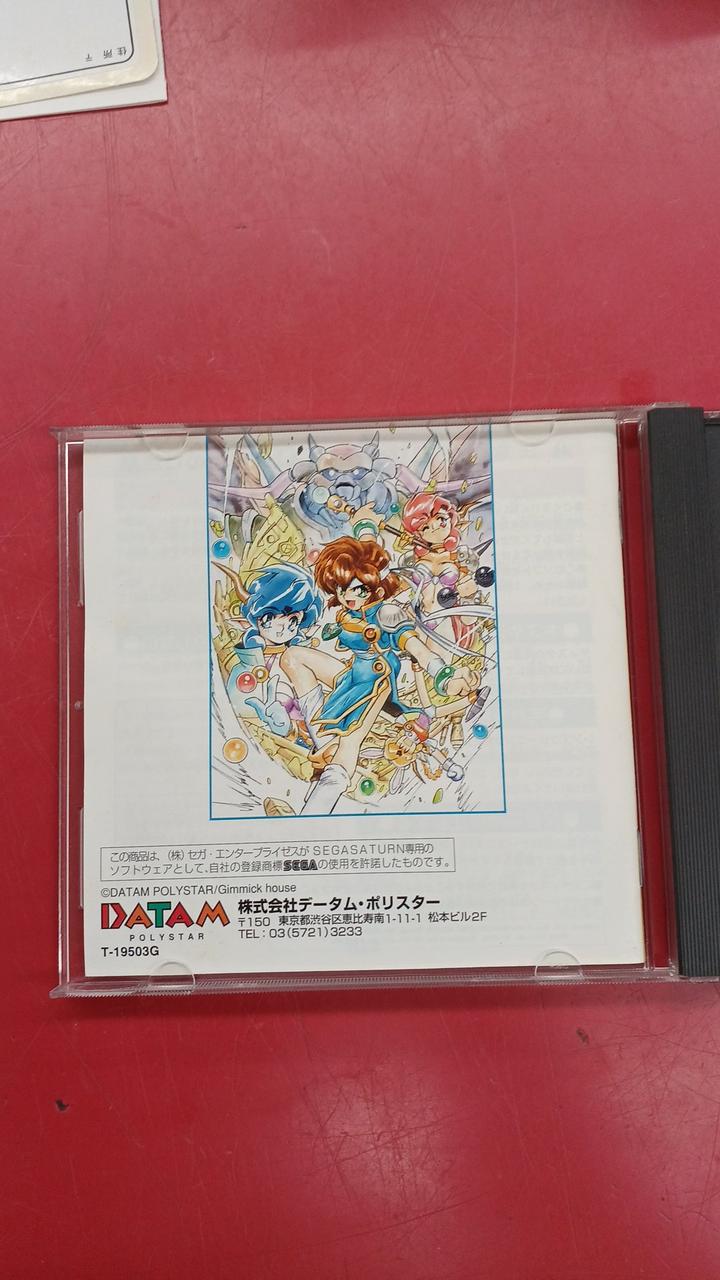 住所 〒
この商品は、(株)セガ・エンタープライゼスが SEGASATURN専用の
ソフトウェアとして、自社の登録商標SEGAの使用を許諾したものです。
©DATAM POLYSTAR/Gimmick house
DATAM
POLYSTAR
株式会社データム・ポリスター
〒150 東京都渋谷区恵比寿南1-11-1 松本ビル2F
TEL:03(5721)3233
T-19503G